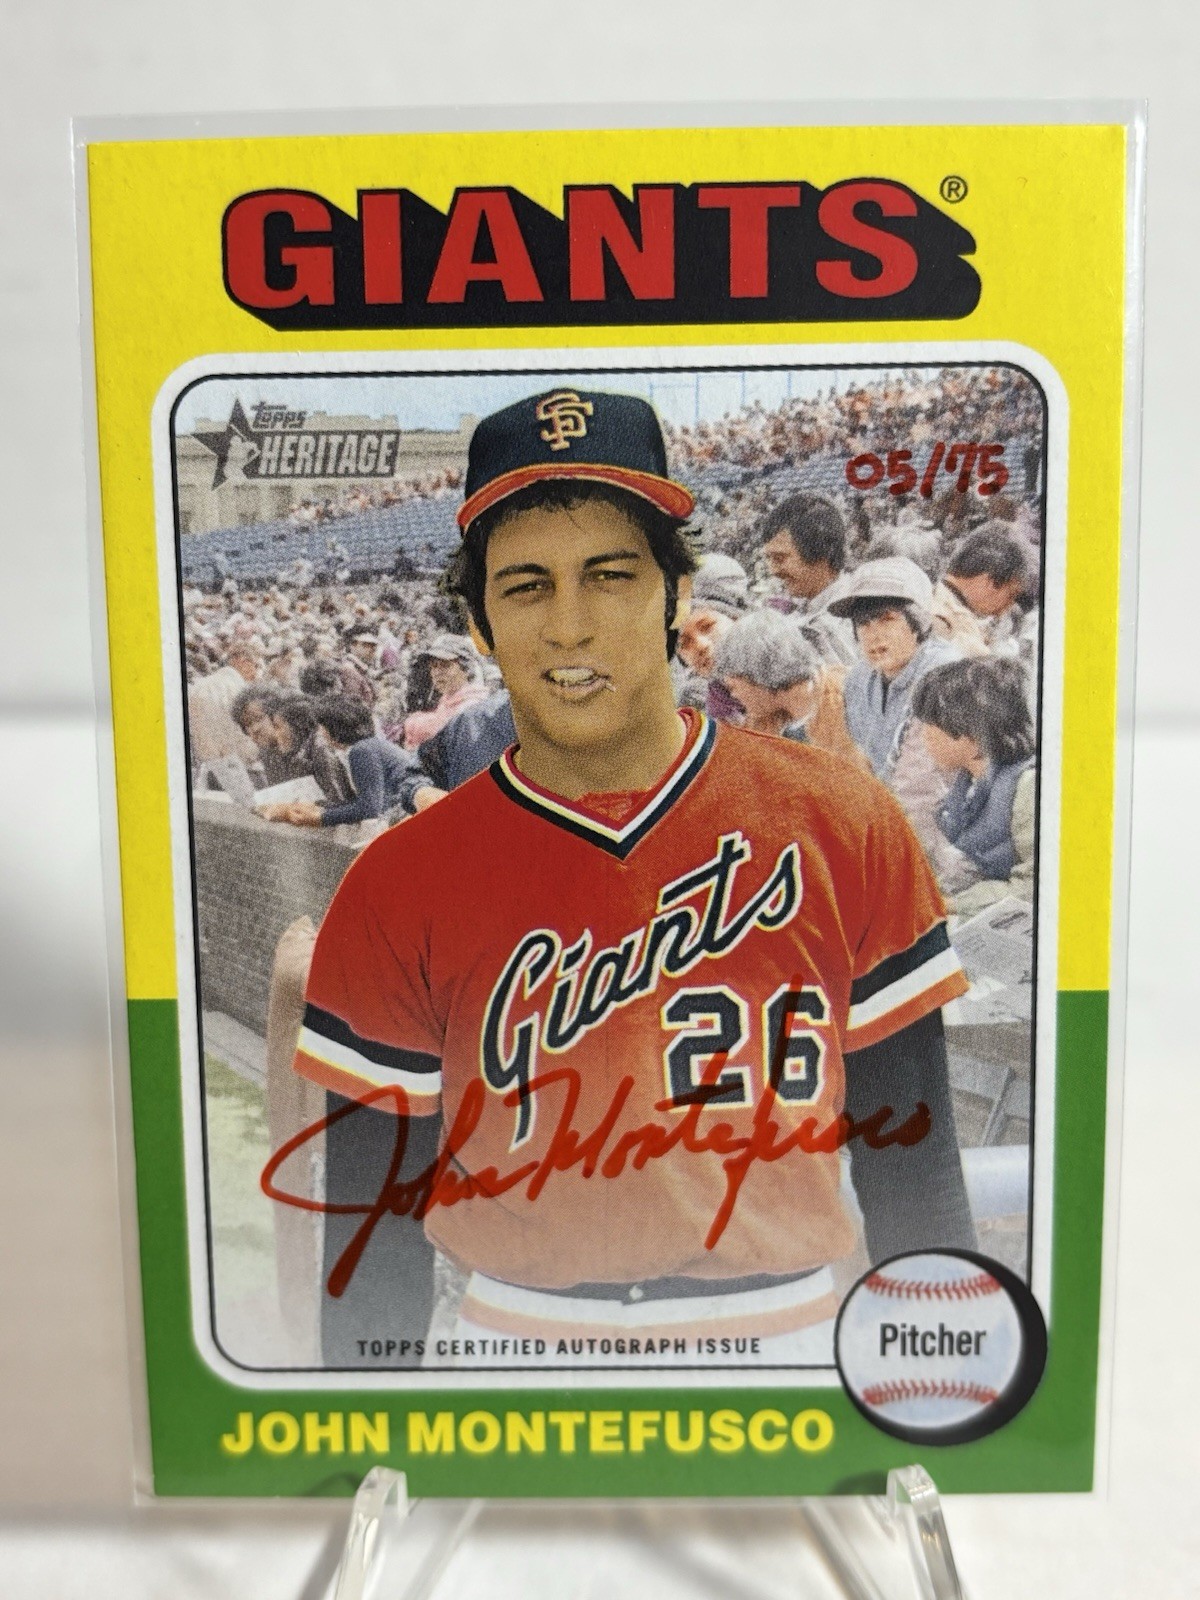 GIANTS®
topps
HERITAGE
05/75
SF
Giants
26
John Montefusco
TOPPS CERTIFIED AUTOGRAPH ISSUE
Pitcher
JOHN MONTEFUSCO